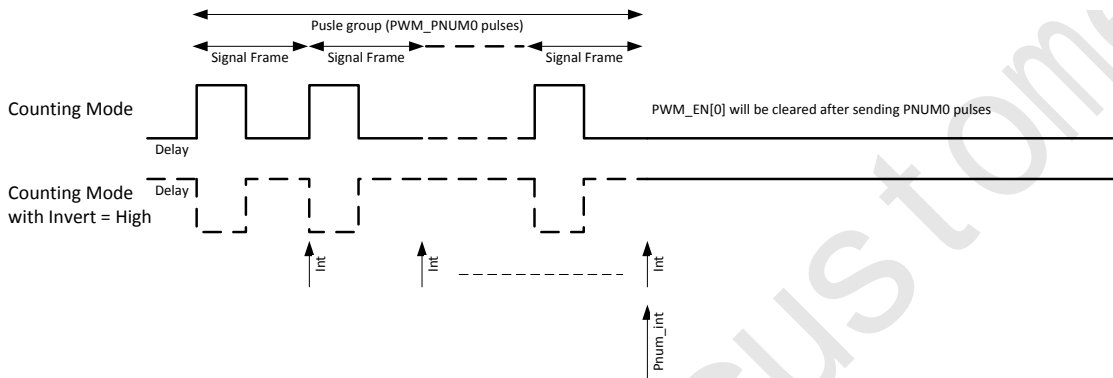 Pusle group (PWM_PNUM0 pulses)
Signal Frame
Signal Frame
Signal Frame
Counting Mode
PWM_EN[0] will be cleared after sending PNUM0 pulses
Delay
Counting Mode
with Invert = High
Delay
Int
Int
Int
Pnum_int